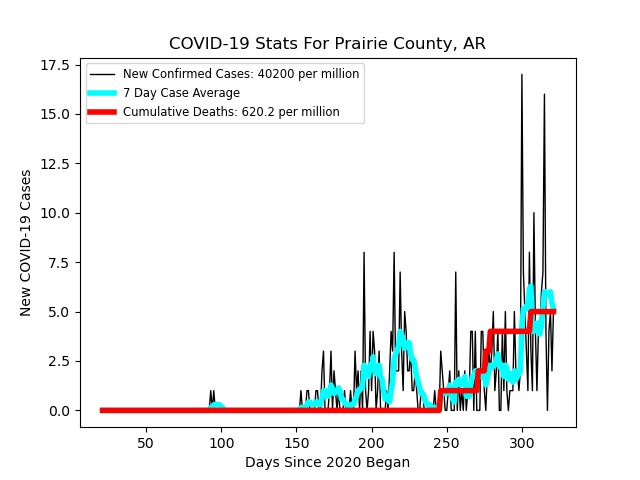 COVID-19 Stats For Prairie County, AR
New Confirmed Cases: 40200 per million
7 Day Case Average
Cumulative Deaths: 620.2 per million
New COVID-19 Cases
17.5
15.0
12.5
10.0
7.5
5.0
2.5
0.0
50 100 150 200 250 300
Days Since 2020 Began